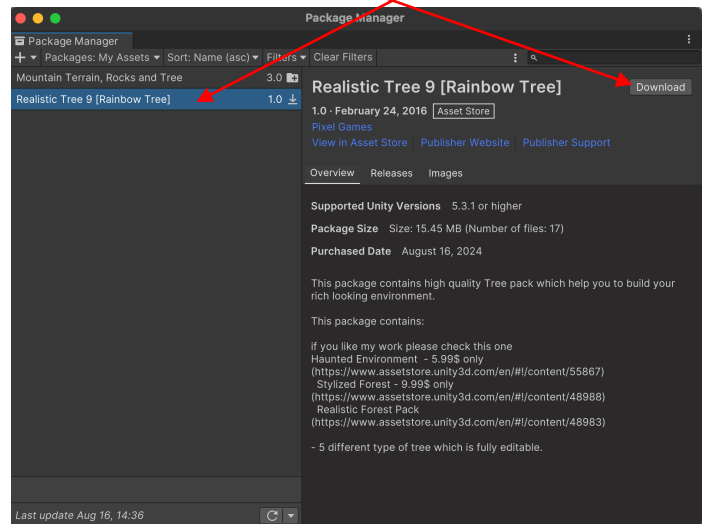 Package Manager
Package Manager
Packages: My Assets Sort: Name (asc) Filters Clear Filters
Mountain Terrain, Rocks and Tree 3.0
Realistic Tree 9 [Rainbow Tree] 1.0
Realistic Tree 9 [Rainbow Tree] Download
1.0 · February 24, 2016 Asset Store
Pixel Games
View in Asset Store Publisher Website Publisher Support
Overview Releases Images
Supported Unity Versions 5.3.1 or higher
Package Size Size: 15.45 MB (Number of files: 17)
Purchased Date August 16, 2024
This package contains high quality Tree pack which help you to build your
rich looking environment.
This package contains:
if you like my work please check this one
Haunted Environment - 5.99$ only
(https://www.assetstore.unity3d.com/en/#!/content/55867)
Stylized Forest - 9.99$ only
(https://www.assetstore.unity3d.com/en/#!/content/48988)
Realistic Forest Pack
(https://www.assetstore.unity3d.com/en/#!/content/48983)
- 5 different type of tree which is fully editable.
Last update Aug 16, 14:36